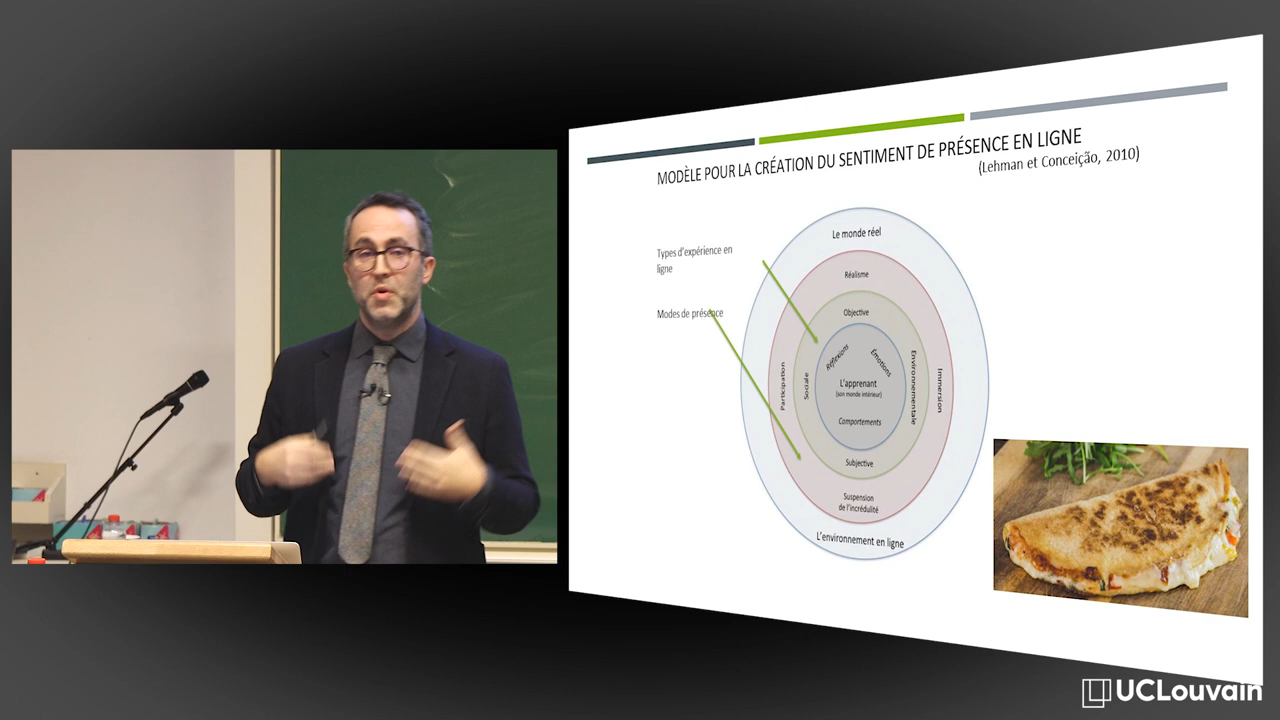 MODÈLE POUR LA CRÉATION DU SENTIMENT DE PRÉSENCE EN LIGNE
(Lehman et Conceição, 2010)
Types d'expérience en
ligne
Modes de présence
Le monde réel
Réalisme
Objective
Réflexions
Émotions
Participation
Sociale
L'apprenant
(son monde intérieur)
Environnementale
Immersion
Comportements
Subjective
Suspension
de l'incrédulité
L'environnement en ligne
UCLouvain